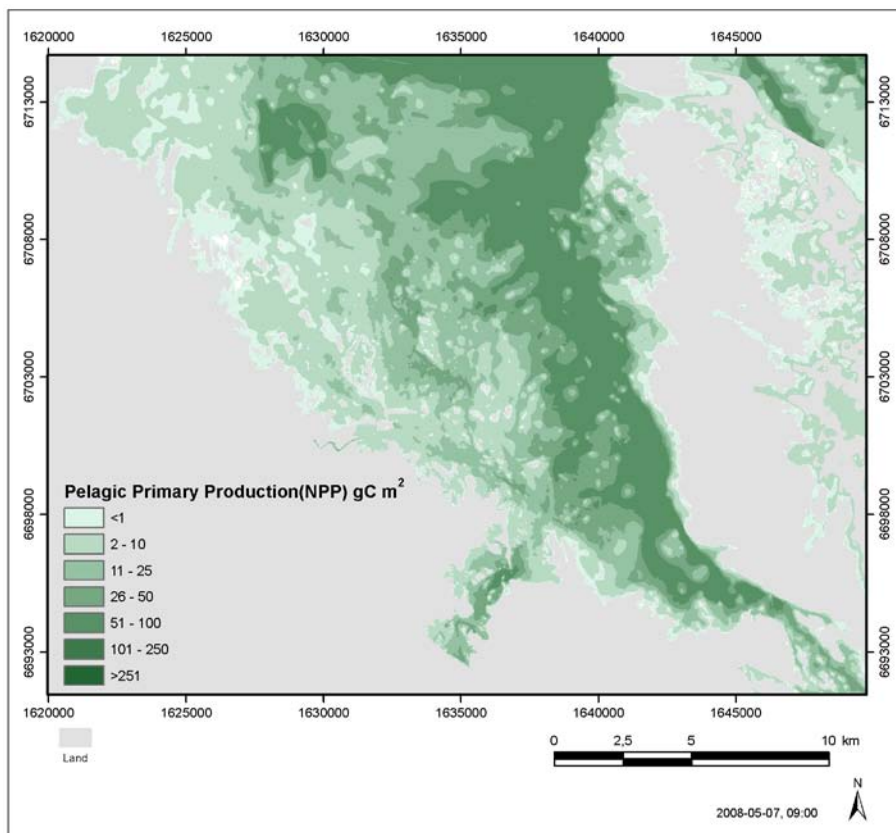 1620000 1625000 1630000 1635000 1640000 1645000
6713000 6713000
6708000 6708000
6703000 6703000
6698000 6698000
6693000 6693000
Pelagic Primary Production(NPP) gC m²
<1
2 - 10
11 - 25
26 - 50
51 - 100
101 - 250
>251
1620000 1625000 1630000 1635000 1640000 1645000
Land
0 2,5 5 10 km
N
2008-05-07, 09:00